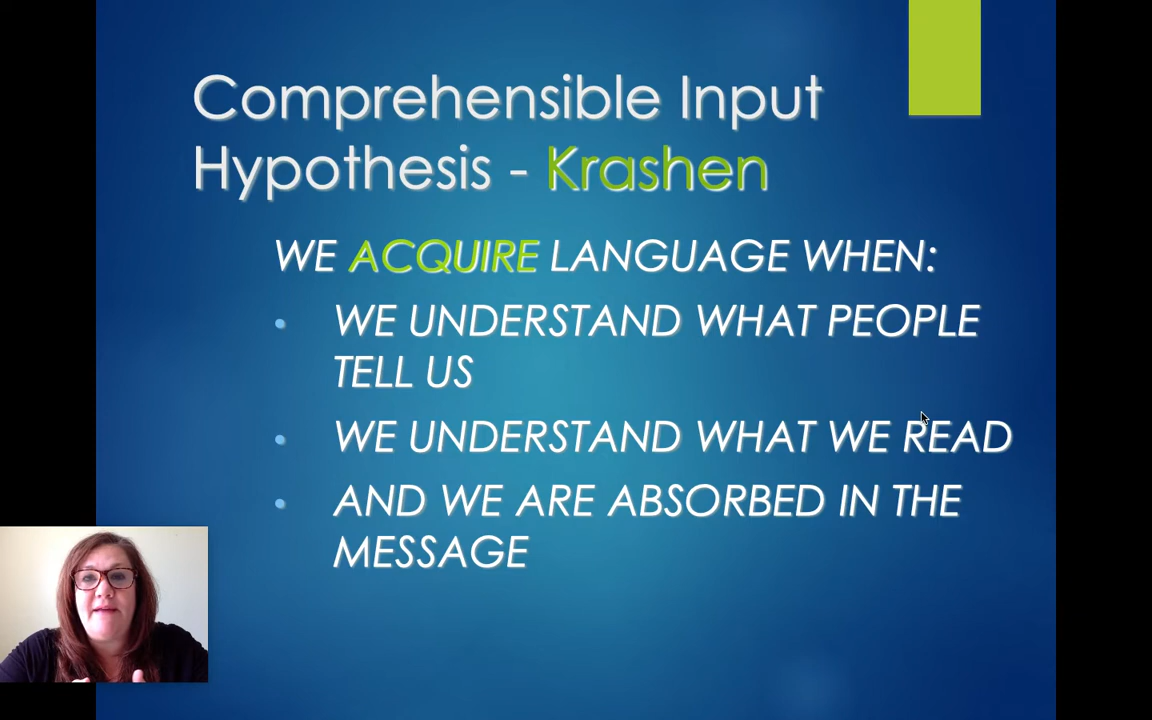 Comprehensible Input
Hypothesis - Krashen
WE ACQUIRE LANGUAGE WHEN:
• WE UNDERSTAND WHAT PEOPLE
TELL US
• WE UNDERSTAND WHAT WE READ
• AND WE ARE ABSORBED IN THE
MESSAGE